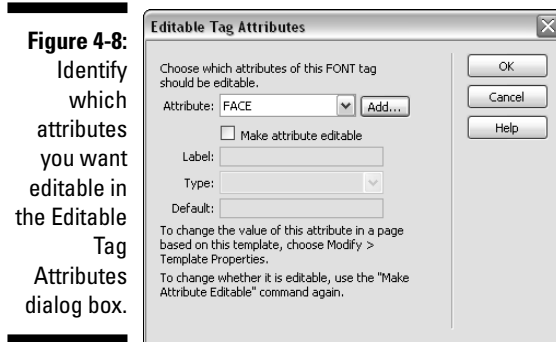 Figure 4-8:
Identify
which
attributes
you want
editable in
the Editable
Tag
Attributes
dialog box.
Editable Tag Attributes
Choose which attributes of this FONT tag
should be editable.
Attribute: FACE Add...
Make attribute editable
Label:
Type:
Default:
To change the value of this attribute in a page
based on this template, choose Modify >
Template Properties.
To change whether it is editable, use the "Make
Attribute Editable" command again.
OK
Cancel
Help